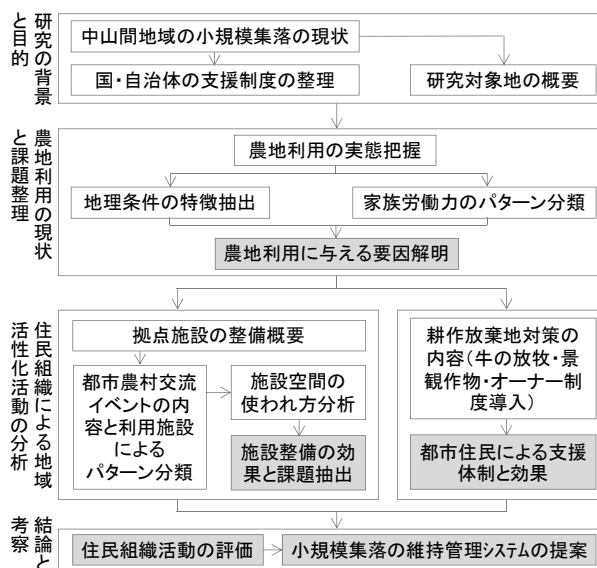 研究の背景
と目的
中山間地域の小規模集落の現状
国・自治体の支援制度の整理
研究対象地の概要
農地利用の現状
と課題整理
農地利用の実態把握
地理条件の特徴抽出
家族労働力のパターン分類
農地利用に与える要因解明
住民組織による地域
活性化活動の分析
拠点施設の整備概要
都市農村交流
イベントの内
容と利用施設
による
パターン分類
施設空間の
使われ方分析
施設整備の効
果と課題抽出
耕作放棄地対策の
内容(牛の放牧・景
観作物・オーナー制
度導入)
都市住民による支援
体制と効果
結論と
考察
住民組織活動の評価
小規模集落の維持管理システムの提案